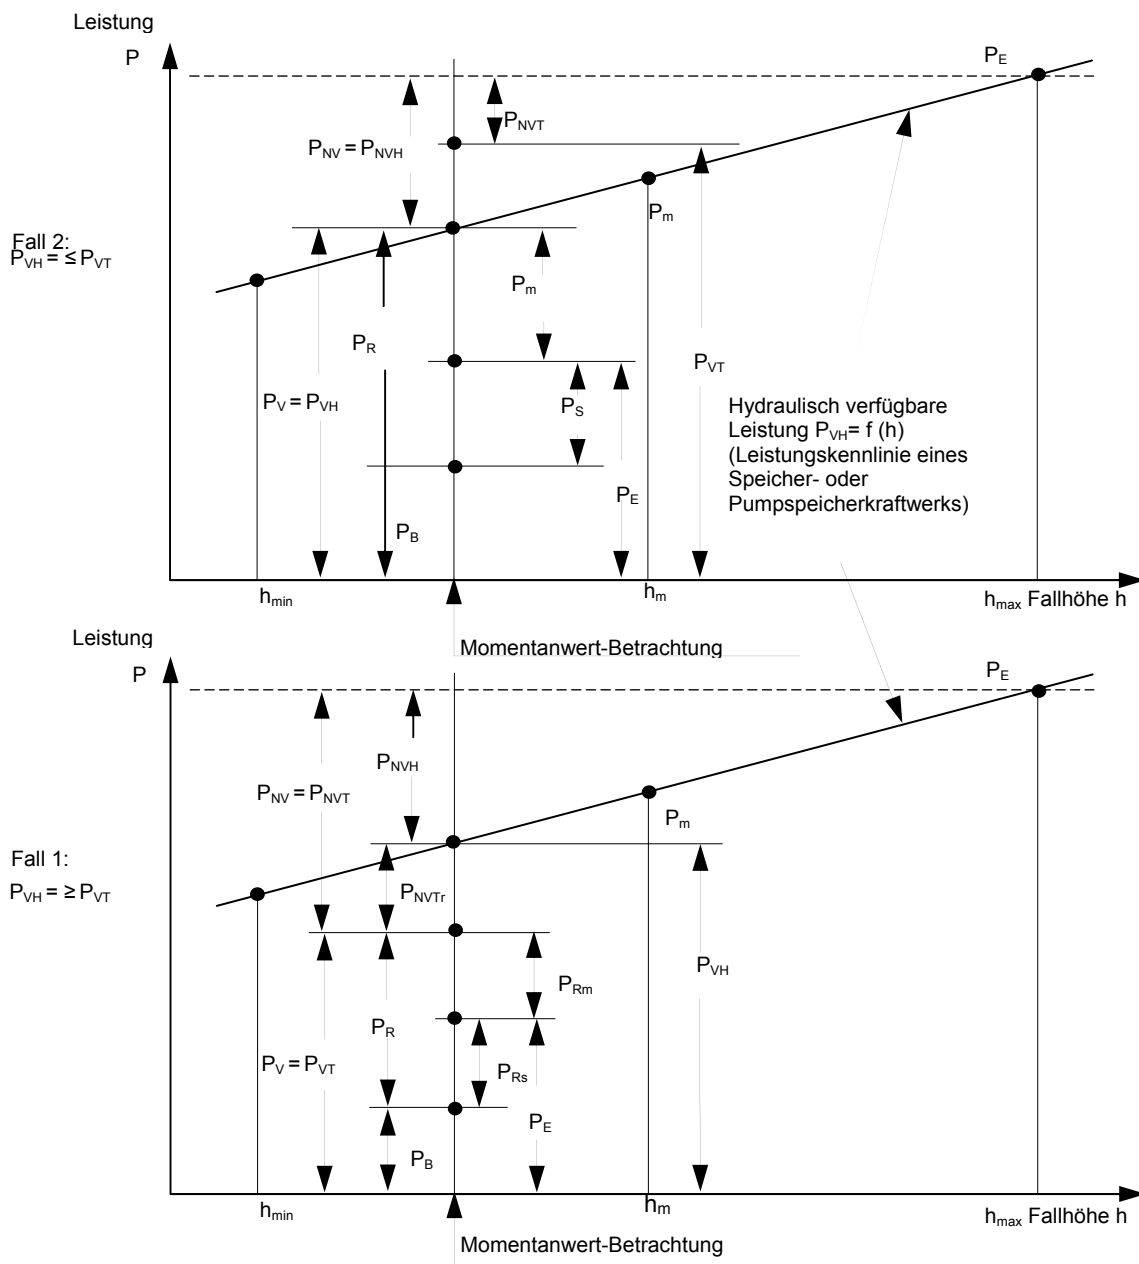 Leistung
P
P_E
P_NVT
P_NV = P_NVH
P_m
Fall 2:
P_VH = ≤ P_VT
P_m
P_R
P_VT
P_V = P_VH
P_S
Hydraulisch verfügbare
Leistung P_VH= f (h)
(Leistungskennlinie eines
Speicher- oder
Pumpspeicherkraftwerks)
P_E
P_B
h_min
h_m
h_max Fallhöhe h
Momentanwert-Betrachtung
Leistung
P
P_E
P_NVH
P_NV = P_NVT
P_m
Fall 1:
P_VH = ≥ P_VT
P_NVTr
P_VH
P_Rm
P_R
P_V = P_VT
P_Rs
P_E
P_B
h_min
h_m
h_max Fallhöhe h
Momentanwert-Betrachtung